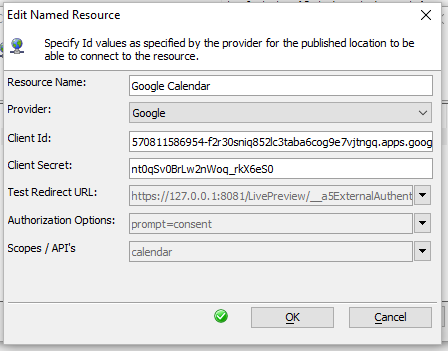 Edit Named Resource
Specify Id values as specified by the provider for the published location to be
able to connect to the resource.
Resource Name: Google Calendar
Provider: Google
Client Id: 570811586954-f2r30sniq852lc3taba6cog9e7vjtngq.apps.goog
Client Secret: nt0qSv0BrLw2nWoq_rkX6eS0
Test Redirect URL: https://127.0.0.1:8081/LivePreview/__a5ExternalAuthent
Authorization Options: prompt=consent
Scopes / API's calendar
OK Cancel